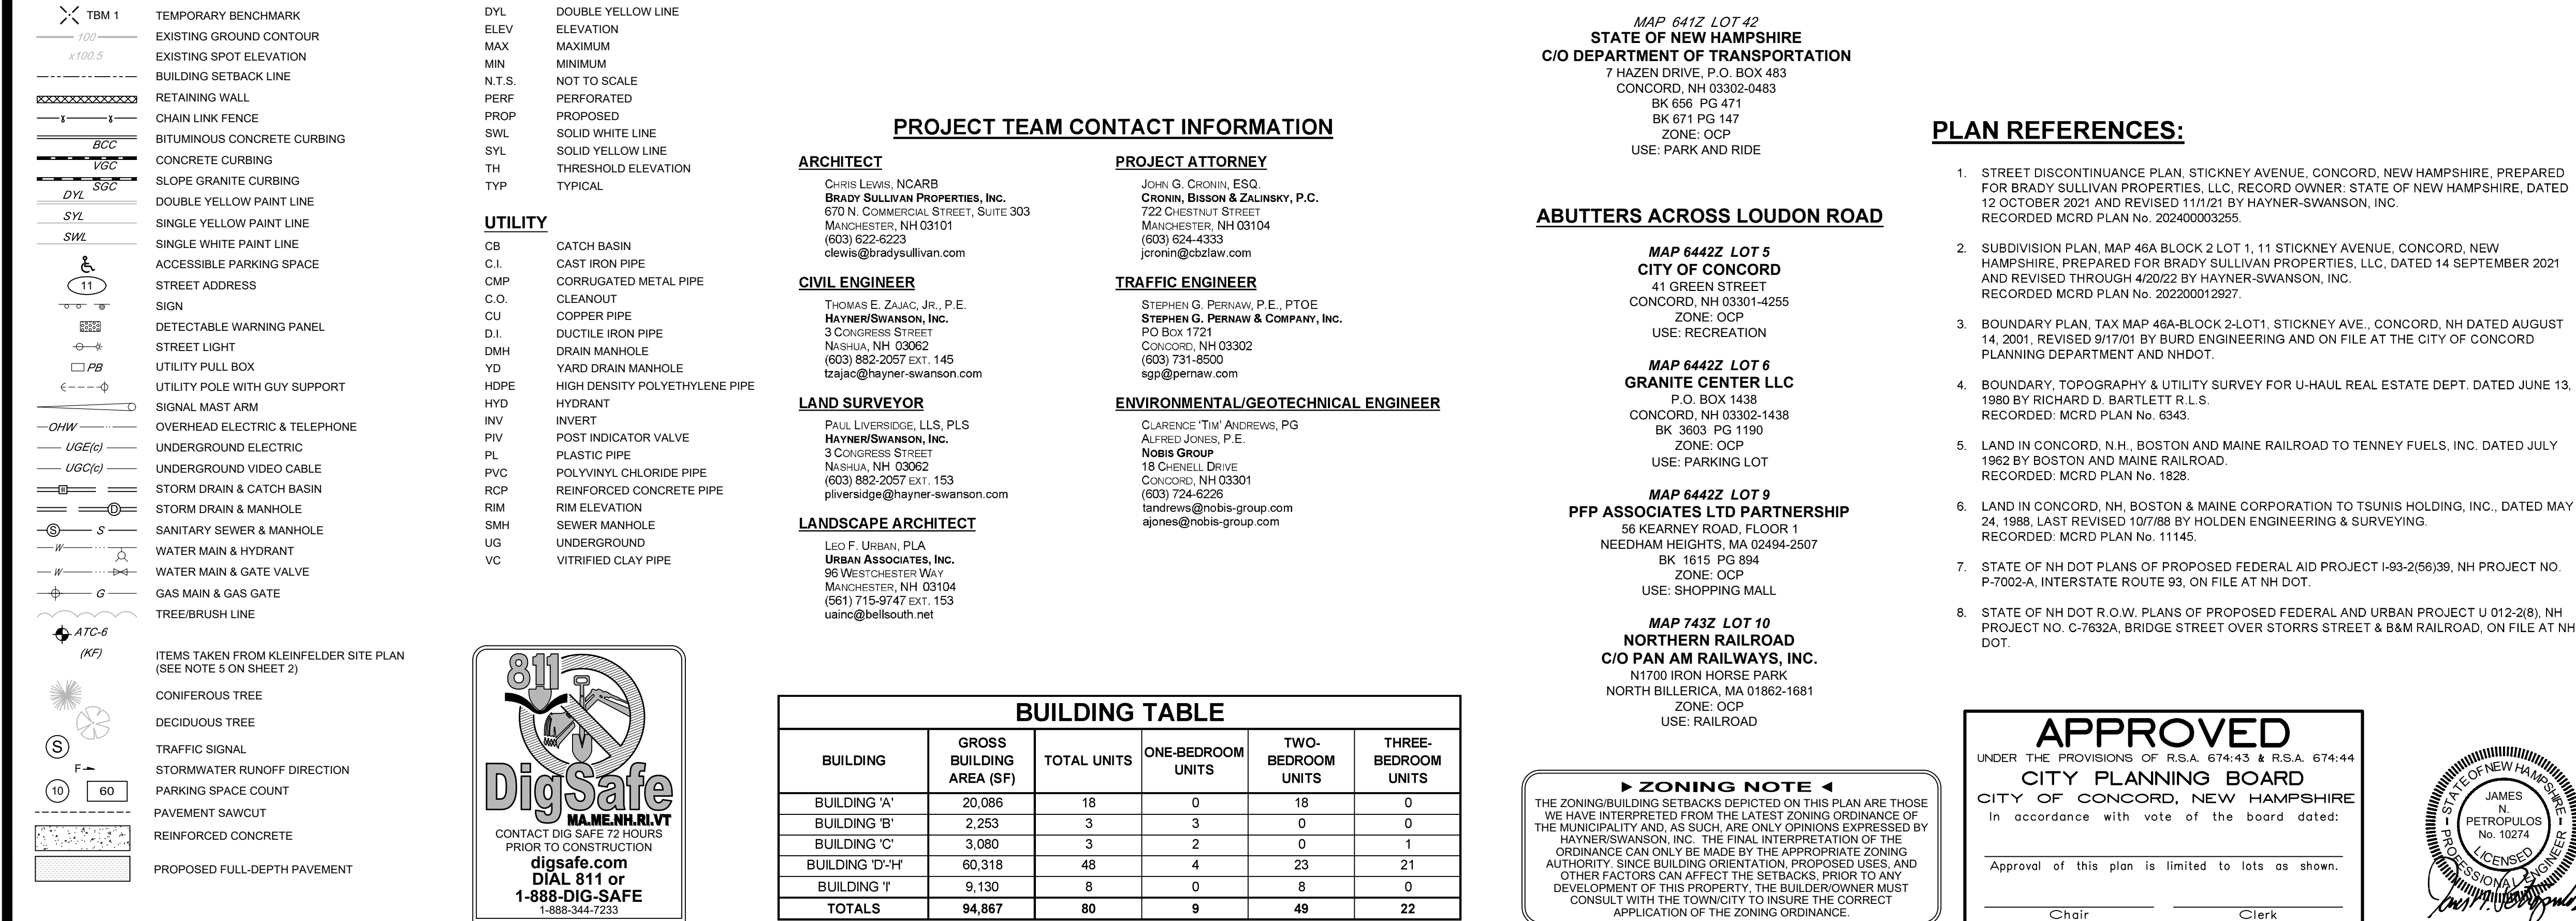 TBM 1 TEMPORARY BENCHMARK
100 EXISTING GROUND CONTOUR
x100.5 EXISTING SPOT ELEVATION
BUILDING SETBACK LINE
RETAINING WALL
CHAIN LINK FENCE
BITUMINOUS CONCRETE CURBING
BCC
CONCRETE CURBING
VGC
SLOPE GRANITE CURBING
SGC
DYL
DOUBLE YELLOW PAINT LINE
SYL
SINGLE YELLOW PAINT LINE
SWL
SINGLE WHITE PAINT LINE
ACCESSIBLE PARKING SPACE
11 STREET ADDRESS
SIGN
DETECTABLE WARNING PANEL
STREET LIGHT
PB UTILITY PULL BOX
UTILITY POLE WITH GUY SUPPORT
SIGNAL MAST ARM
OHW OVERHEAD ELECTRIC & TELEPHONE
UGE(c) UNDERGROUND ELECTRIC
UGC(c) UNDERGROUND VIDEO CABLE
STORM DRAIN & CATCH BASIN
D STORM DRAIN & MANHOLE
S S SANITARY SEWER & MANHOLE
W WATER MAIN & HYDRANT
W WATER MAIN & GATE VALVE
G GAS MAIN & GAS GATE
TREE/BRUSH LINE
ATC-6
(KF) ITEMS TAKEN FROM KLEINFELDER SITE PLAN
(SEE NOTE 5 ON SHEET 2)
CONIFEROUS TREE
DECIDUOUS TREE
S TRAFFIC SIGNAL
F STORMWATER RUNOFF DIRECTION
10 60 PARKING SPACE COUNT
PAVEMENT SAWCUT
REINFORCED CONCRETE
PROPOSED FULL-DEPTH PAVEMENT
DYL DOUBLE YELLOW LINE
ELEV ELEVATION
MAX MAXIMUM
MIN MINIMUM
N.T.S. NOT TO SCALE
PERF PERFORATED
PROP PROPOSED
SWL SOLID WHITE LINE
SYL SOLID YELLOW LINE
TH THRESHOLD ELEVATION
TYP TYPICAL
UTILITY
CB CATCH BASIN
C.I. CAST IRON PIPE
CMP CORRUGATED METAL PIPE
C.O. CLEANOUT
CU COPPER PIPE
D.I. DUCTILE IRON PIPE
DMH DRAIN MANHOLE
YD YARD DRAIN MANHOLE
HDPE HIGH DENSITY POLYETHYLENE PIPE
HYD HYDRANT
INV INVERT
PIV POST INDICATOR VALVE
PL PLASTIC PIPE
PVC POLYVINYL CHLORIDE PIPE
RCP REINFORCED CONCRETE PIPE
RIM RIM ELEVATION
SMH SEWER MANHOLE
UG UNDERGROUND
VC VITRIFIED CLAY PIPE
811
DigSafe
MA.ME.NH.RI.VT
CONTACT DIG SAFE 72 HOURS
PRIOR TO CONSTRUCTION
digsafe.com
DIAL 811 or
1-888-DIG-SAFE
1-888-344-7233
PROJECT TEAM CONTACT INFORMATION
ARCHITECT
CHRIS LEWIS, NCARB
BRADY SULLIVAN PROPERTIES, INC.
670 N. COMMERCIAL STREET, SUITE 303
MANCHESTER, NH 03101
(603) 622-6223
clewis@bradysullivan.com
CIVIL ENGINEER
THOMAS E. ZAJAC, JR., P.E.
HAYNER/SWANSON, INC.
3 CONGRESS STREET
NASHUA, NH 03062
(603) 882-2057 EXT. 145
tzajac@hayner-swanson.com
LAND SURVEYOR
PAUL LIVERSIDGE, LLS, PLS
HAYNER/SWANSON, INC.
3 CONGRESS STREET
NASHUA, NH 03062
(603) 882-2057 EXT. 153
pliversidge@hayner-swanson.com
LANDSCAPE ARCHITECT
LEO F. URBAN, PLA
URBAN ASSOCIATES, INC.
96 WESTCHESTER WAY
MANCHESTER, NH 03104
(561) 715-9747 EXT. 153
uainc@bellsouth.net
PROJECT ATTORNEY
JOHN G. CRONIN, ESQ.
CRONIN, BISSON & ZALINSKY, P.C.
722 CHESTNUT STREET
MANCHESTER, NH 03104
(603) 624-4333
jcronin@cbzlaw.com
TRAFFIC ENGINEER
STEPHEN G. PERNAW, P.E., PTOE
STEPHEN G. PERNAW & COMPANY, INC.
PO BOX 1721
CONCORD, NH 03302
(603) 731-8500
sgp@pernaw.com
ENVIRONMENTAL/GEOTECHNICAL ENGINEER
CLARENCE 'TIM' ANDREWS, PG
ALFRED JONES, P.E.
NOBIS GROUP
18 CHENELL DRIVE
CONCORD, NH 03301
(603) 724-6226
tandrews@nobis-group.com
ajones@nobis-group.com
BUILDING TABLE
BUILDING GROSS BUILDING AREA (SF) TOTAL UNITS ONE-BEDROOM UNITS TWO-BEDROOM UNITS THREE-BEDROOM UNITS
BUILDING 'A' 20,086 18 0 18 0
BUILDING 'B' 2,253 3 3 0 0
BUILDING 'C' 3,080 3 2 0 1
BUILDING 'D'-'H' 60,318 48 4 23 21
BUILDING 'I' 9,130 8 0 8 0
TOTALS 94,867 80 9 49 22
MAP 641Z LOT 42
STATE OF NEW HAMPSHIRE
C/O DEPARTMENT OF TRANSPORTATION
7 HAZEN DRIVE, P.O. BOX 483
CONCORD, NH 03302-0483
BK 656 PG 471
BK 671 PG 147
ZONE: OCP
USE: PARK AND RIDE
ABUTTERS ACROSS LOUDON ROAD
MAP 6442Z LOT 5
CITY OF CONCORD
41 GREEN STREET
CONCORD, NH 03301-4255
ZONE: OCP
USE: RECREATION
MAP 6442Z LOT 6
GRANITE CENTER LLC
P.O. BOX 1438
CONCORD, NH 03302-1438
BK 3603 PG 1190
ZONE: OCP
USE: PARKING LOT
MAP 6442Z LOT 9
PFP ASSOCIATES LTD PARTNERSHIP
56 KEARNEY ROAD, FLOOR 1
NEEDHAM HEIGHTS, MA 02494-2507
BK 1615 PG 894
ZONE: OCP
USE: SHOPPING MALL
MAP 743Z LOT 10
NORTHERN RAILROAD
C/O PAN AM RAILWAYS, INC.
N1700 IRON HORSE PARK
NORTH BILLERICA, MA 01862-1681
ZONE: OCP
USE: RAILROAD
ZONING NOTE
THE ZONING/BUILDING SETBACKS DEPICTED ON THIS PLAN ARE THOSE
WE HAVE INTERPRETED FROM THE LATEST ZONING ORDINANCE OF
THE MUNICIPALITY AND, AS SUCH, ARE ONLY OPINIONS EXPRESSED BY
HAYNER/SWANSON, INC. THE FINAL INTERPRETATION OF THE
ORDINANCE CAN ONLY BE MADE BY THE APPROPRIATE ZONING
AUTHORITY. SINCE BUILDING ORIENTATION, PROPOSED USES, AND
OTHER FACTORS CAN AFFECT THE SETBACKS, PRIOR TO ANY
DEVELOPMENT OF THIS PROPERTY, THE BUILDER/OWNER MUST
CONSULT WITH THE TOWN/CITY TO INSURE THE CORRECT
APPLICATION OF THE ZONING ORDINANCE.
PLAN REFERENCES:
1. STREET DISCONTINUANCE PLAN, STICKNEY AVENUE, CONCORD, NEW HAMPSHIRE, PREPARED
FOR BRADY SULLIVAN PROPERTIES, LLC, RECORD OWNER: STATE OF NEW HAMPSHIRE, DATED
12 OCTOBER 2021 AND REVISED 11/1/21 BY HAYNER-SWANSON, INC.
RECORDED MCRD PLAN No. 202400003255.
2. SUBDIVISION PLAN, MAP 46A BLOCK 2 LOT 1, 11 STICKNEY AVENUE, CONCORD, NEW
HAMPSHIRE, PREPARED FOR BRADY SULLIVAN PROPERTIES, LLC, DATED 14 SEPTEMBER 2021
AND REVISED THROUGH 4/20/22 BY HAYNER-SWANSON, INC.
RECORDED MCRD PLAN No. 202200012927.
3. BOUNDARY PLAN, TAX MAP 46A-BLOCK 2-LOT1, STICKNEY AVE., CONCORD, NH DATED AUGUST
14, 2001, REVISED 9/17/01 BY BURD ENGINEERING AND ON FILE AT THE CITY OF CONCORD
PLANNING DEPARTMENT AND NHDOT.
4. BOUNDARY, TOPOGRAPHY & UTILITY SURVEY FOR U-HAUL REAL ESTATE DEPT. DATED JUNE 13,
1980 BY RICHARD D. BARTLETT R.L.S.
RECORDED: MCRD PLAN No. 6343.
5. LAND IN CONCORD, N.H., BOSTON AND MAINE RAILROAD TO TENNEY FUELS, INC. DATED JULY
1962 BY BOSTON AND MAINE RAILROAD.
RECORDED: MCRD PLAN No. 1828.
6. LAND IN CONCORD, NH, BOSTON & MAINE CORPORATION TO TSUNIS HOLDING, INC., DATED MAY
24, 1988, LAST REVISED 10/7/88 BY HOLDEN ENGINEERING & SURVEYING.
RECORDED: MCRD PLAN No. 11145.
7. STATE OF NH DOT PLANS OF PROPOSED FEDERAL AID PROJECT I-93-2(56)39, NH PROJECT NO.
P-7002-A, INTERSTATE ROUTE 93, ON FILE AT NH DOT.
8. STATE OF NH DOT R.O.W. PLANS OF PROPOSED FEDERAL AND URBAN PROJECT U 012-2(8), NH
PROJECT NO. C-7632A, BRIDGE STREET OVER STORRS STREET & B&M RAILROAD, ON FILE AT NH
DOT.
APPROVED
UNDER THE PROVISIONS OF R.S.A. 674:43 & R.S.A. 674:44
CITY PLANNING BOARD
CITY OF CONCORD, NEW HAMPSHIRE
In accordance with vote of the board dated:
Approval of this plan is limited to lots as shown.
Chair Clerk
STATE OF NEW HAMPSHIRE
JAMES
N.
PETROPULOS
No. 10274
LICENSED
PROFESSIONAL ENGINEER